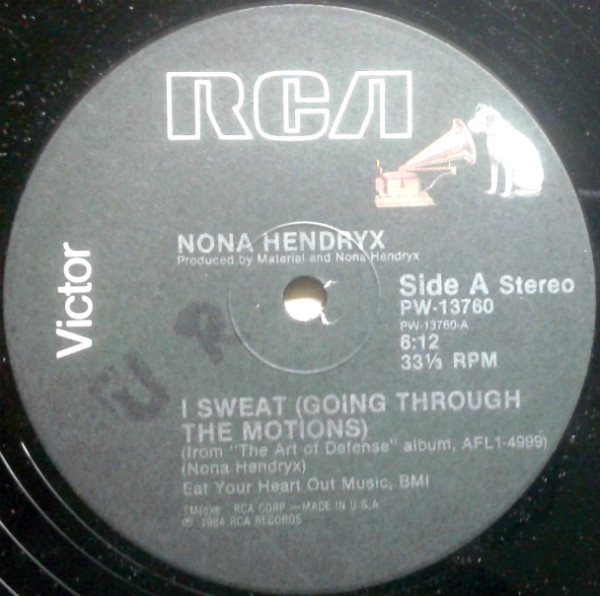 RCA
Victor
NONA HENDRYX
Produced by Material and Nona Hendryx
Side A Stereo
PW-13760
PW-13760-A
6:12
33⅓ RPM
I SWEAT (GOING THROUGH
THE MOTIONS)
(from "The Art of Defense" album, AFL1-4999)
(Nona Hendryx)
Eat Your Heart Out Music, BMI
RCA CORP.—MADE IN U.S.A.
℗ 1984 RCA RECORDS